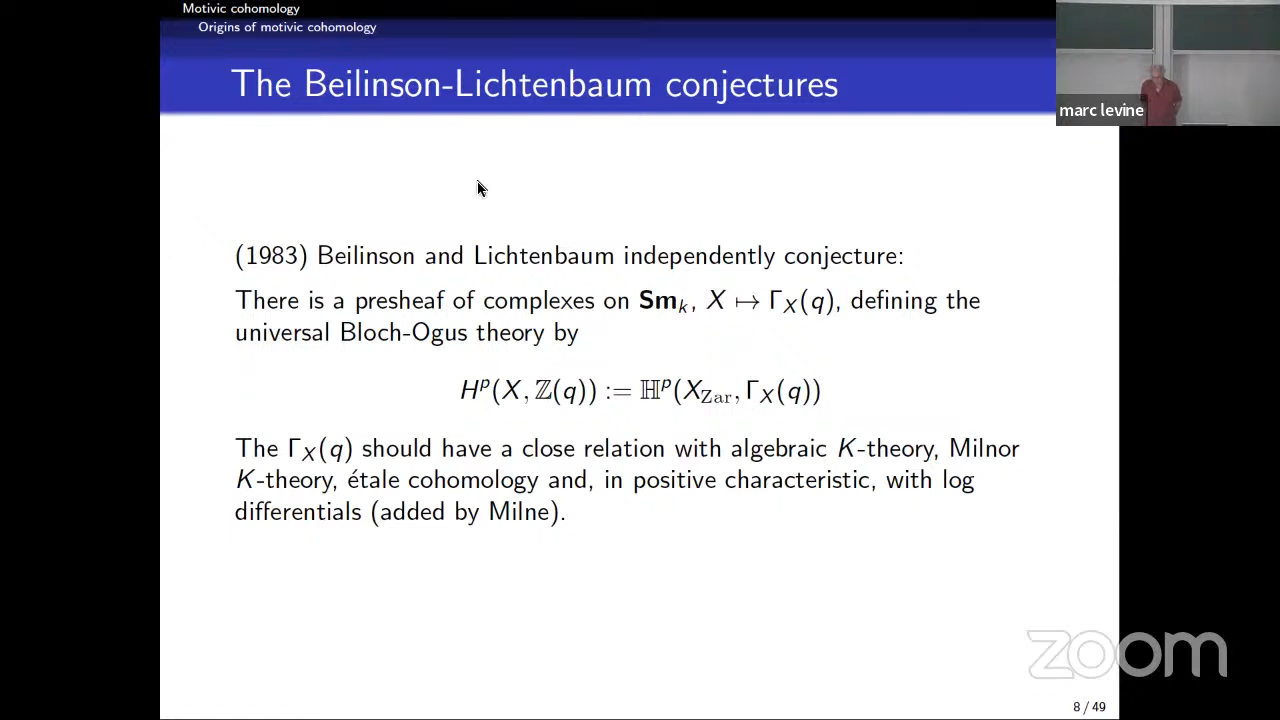 Motivic cohomology
Origins of motivic cohomology
The Beilinson-Lichtenbaum conjectures
marc levine
(1983) Beilinson and Lichtenbaum independently conjecture:
There is a presheaf of complexes on Sm_k, X ↦ Γ_X(q), defining the
universal Bloch-Ogus theory by
H^p(X, ℤ(q)) := ℍ^p(X_Zar, Γ_X(q))
The Γ_X(q) should have a close relation with algebraic K-theory, Milnor
K-theory, étale cohomology and, in positive characteristic, with log
differentials (added by Milne).
zoom
8 / 49